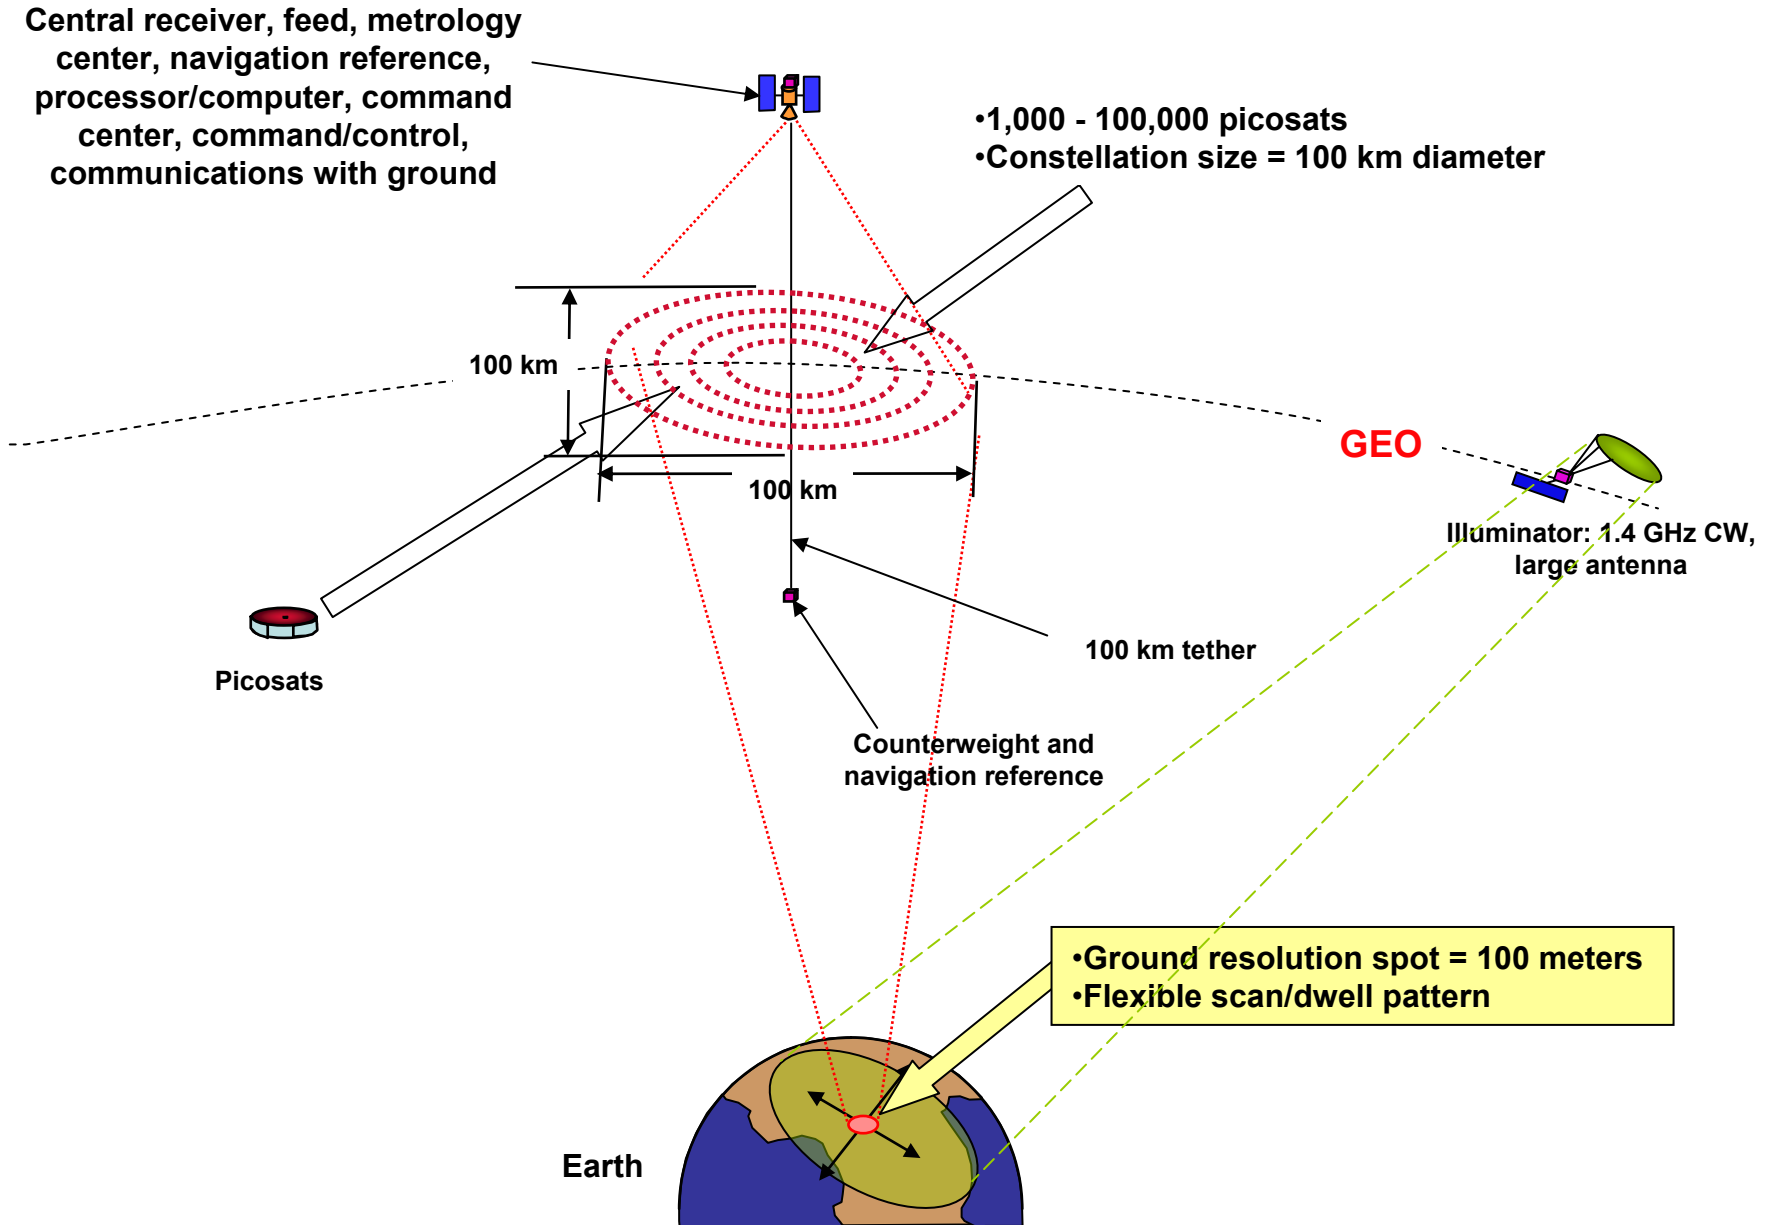 Central receiver, feed, metrology
center, navigation reference,
processor/computer, command
center, command/control,
communications with ground
•1,000 - 100,000 picosats
•Constellation size = 100 km diameter
100 km
GEO
100 km
Illuminator: 1.4 GHz CW,
large antenna
100 km tether
Picosats
Counterweight and
navigation reference
•Ground resolution spot = 100 meters
•Flexible scan/dwell pattern
Earth